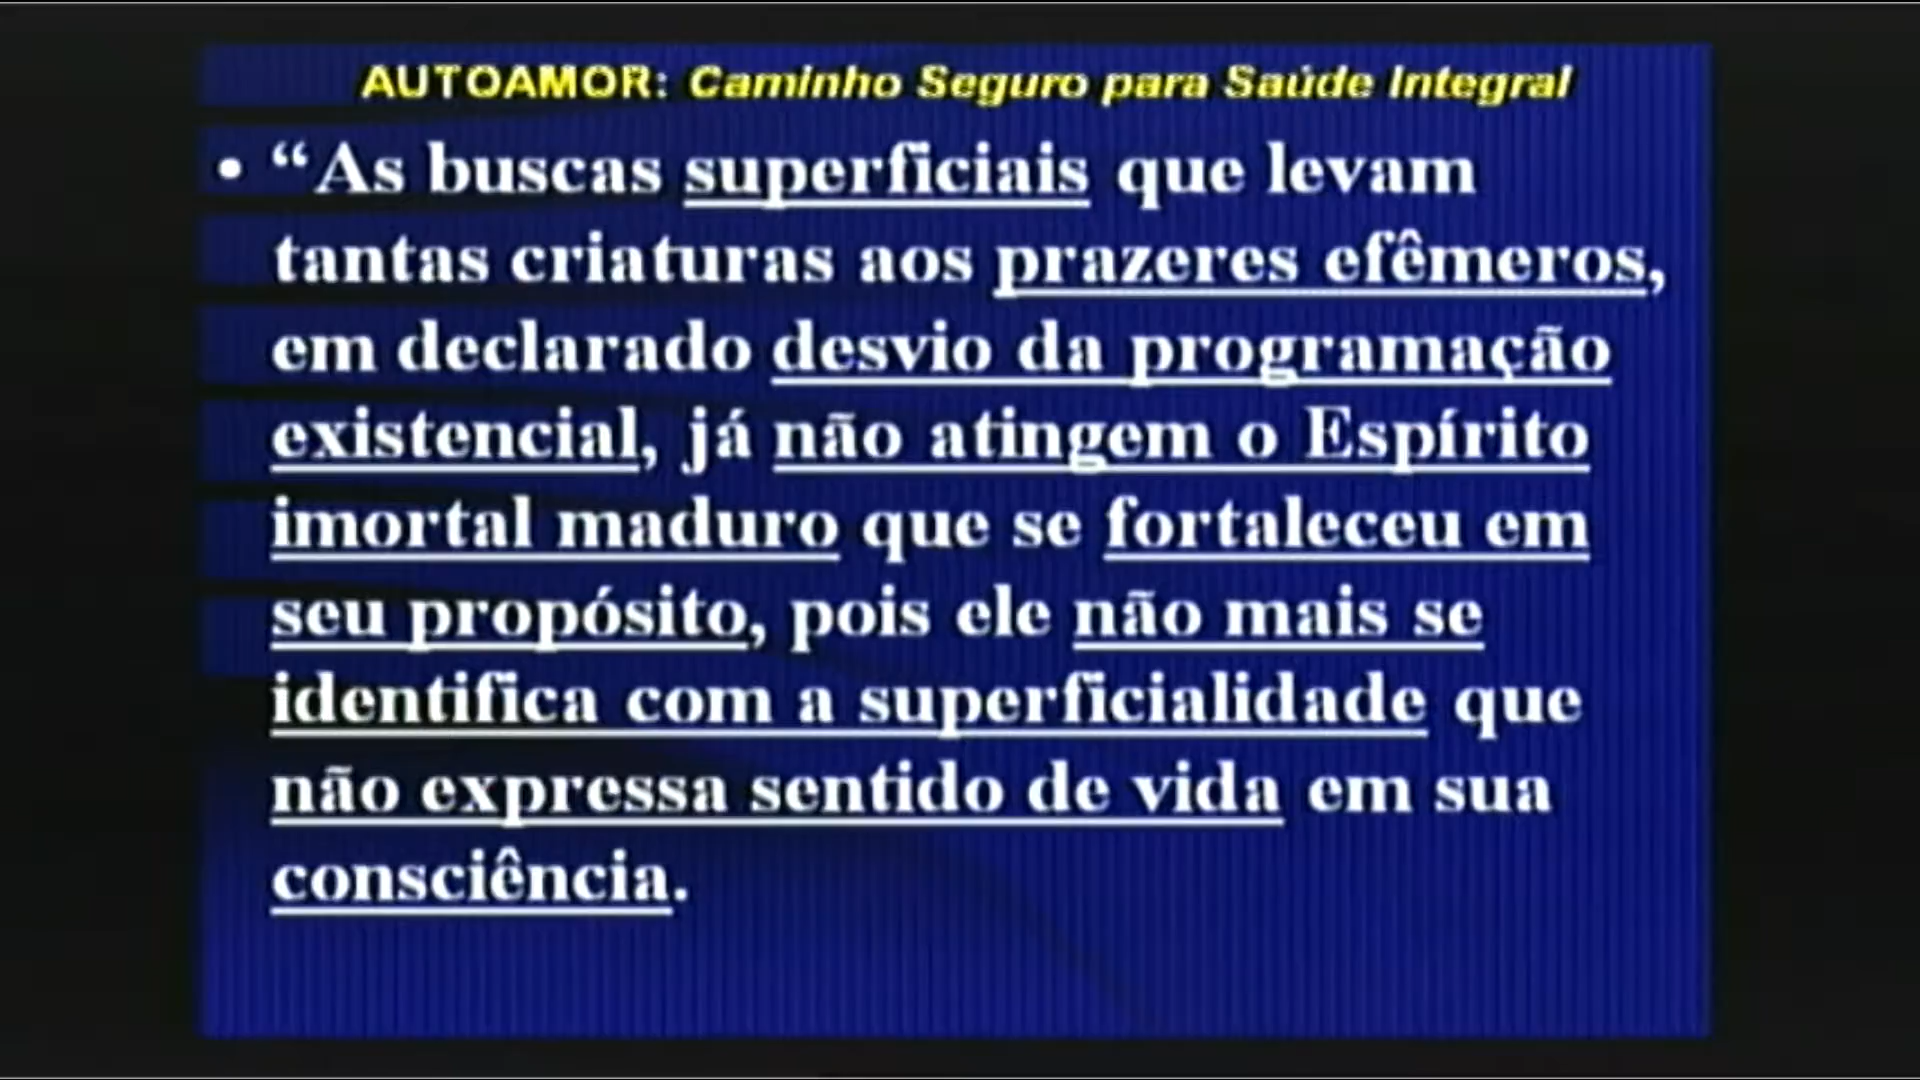 AUTOAMOR: Caminho Seguro para Saúde Integral
• “As buscas superficiais que levam
tantas criaturas aos prazeres efêmeros,
em declarado desvio da programação
existencial, já não atingem o Espírito
imortal maduro que se fortaleceu em
seu propósito, pois ele não mais se
identifica com a superficialidade que
não expressa sentido de vida em sua
consciência.